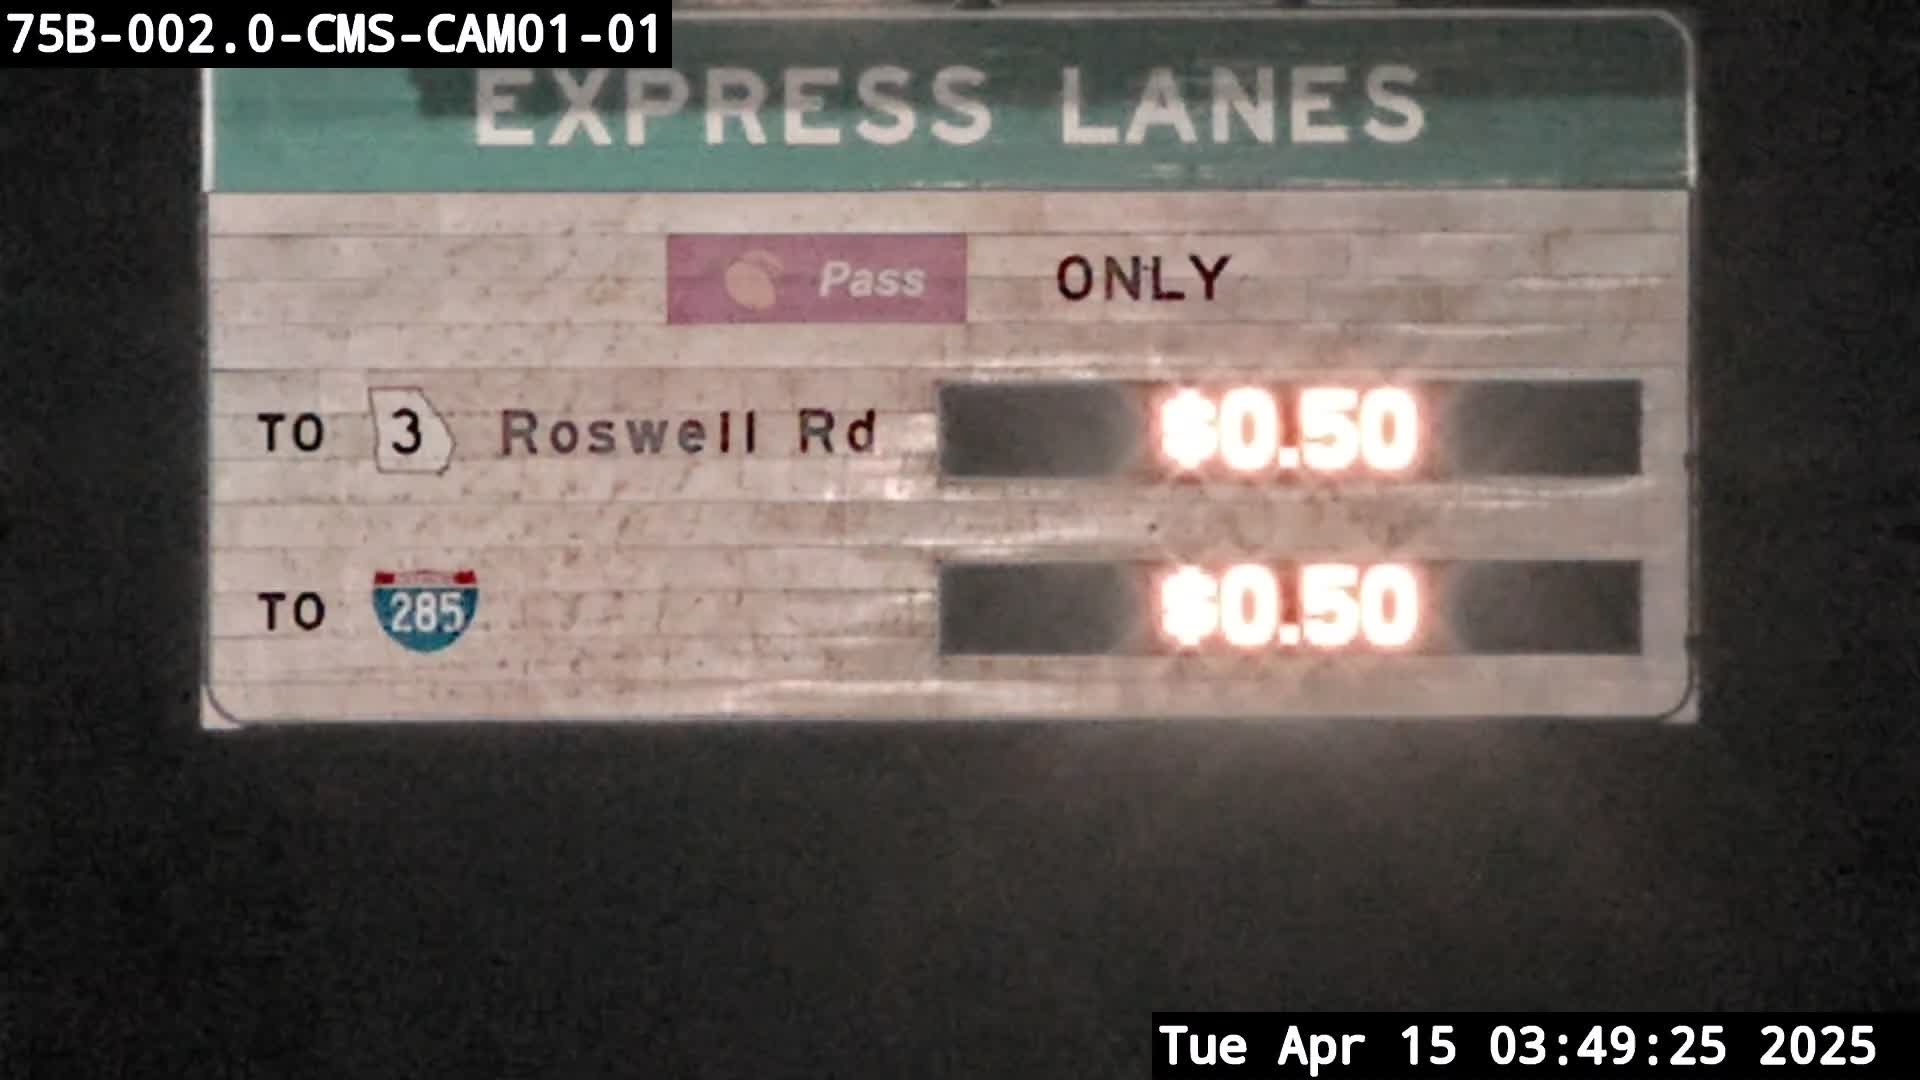 75B-002.0-CMS-CAM01-01
EXPRESS LANES
Pass ONLY
TO 3 Roswell Rd $0.50
TO 285 $0.50
Tue Apr 15 03:49:25 2025